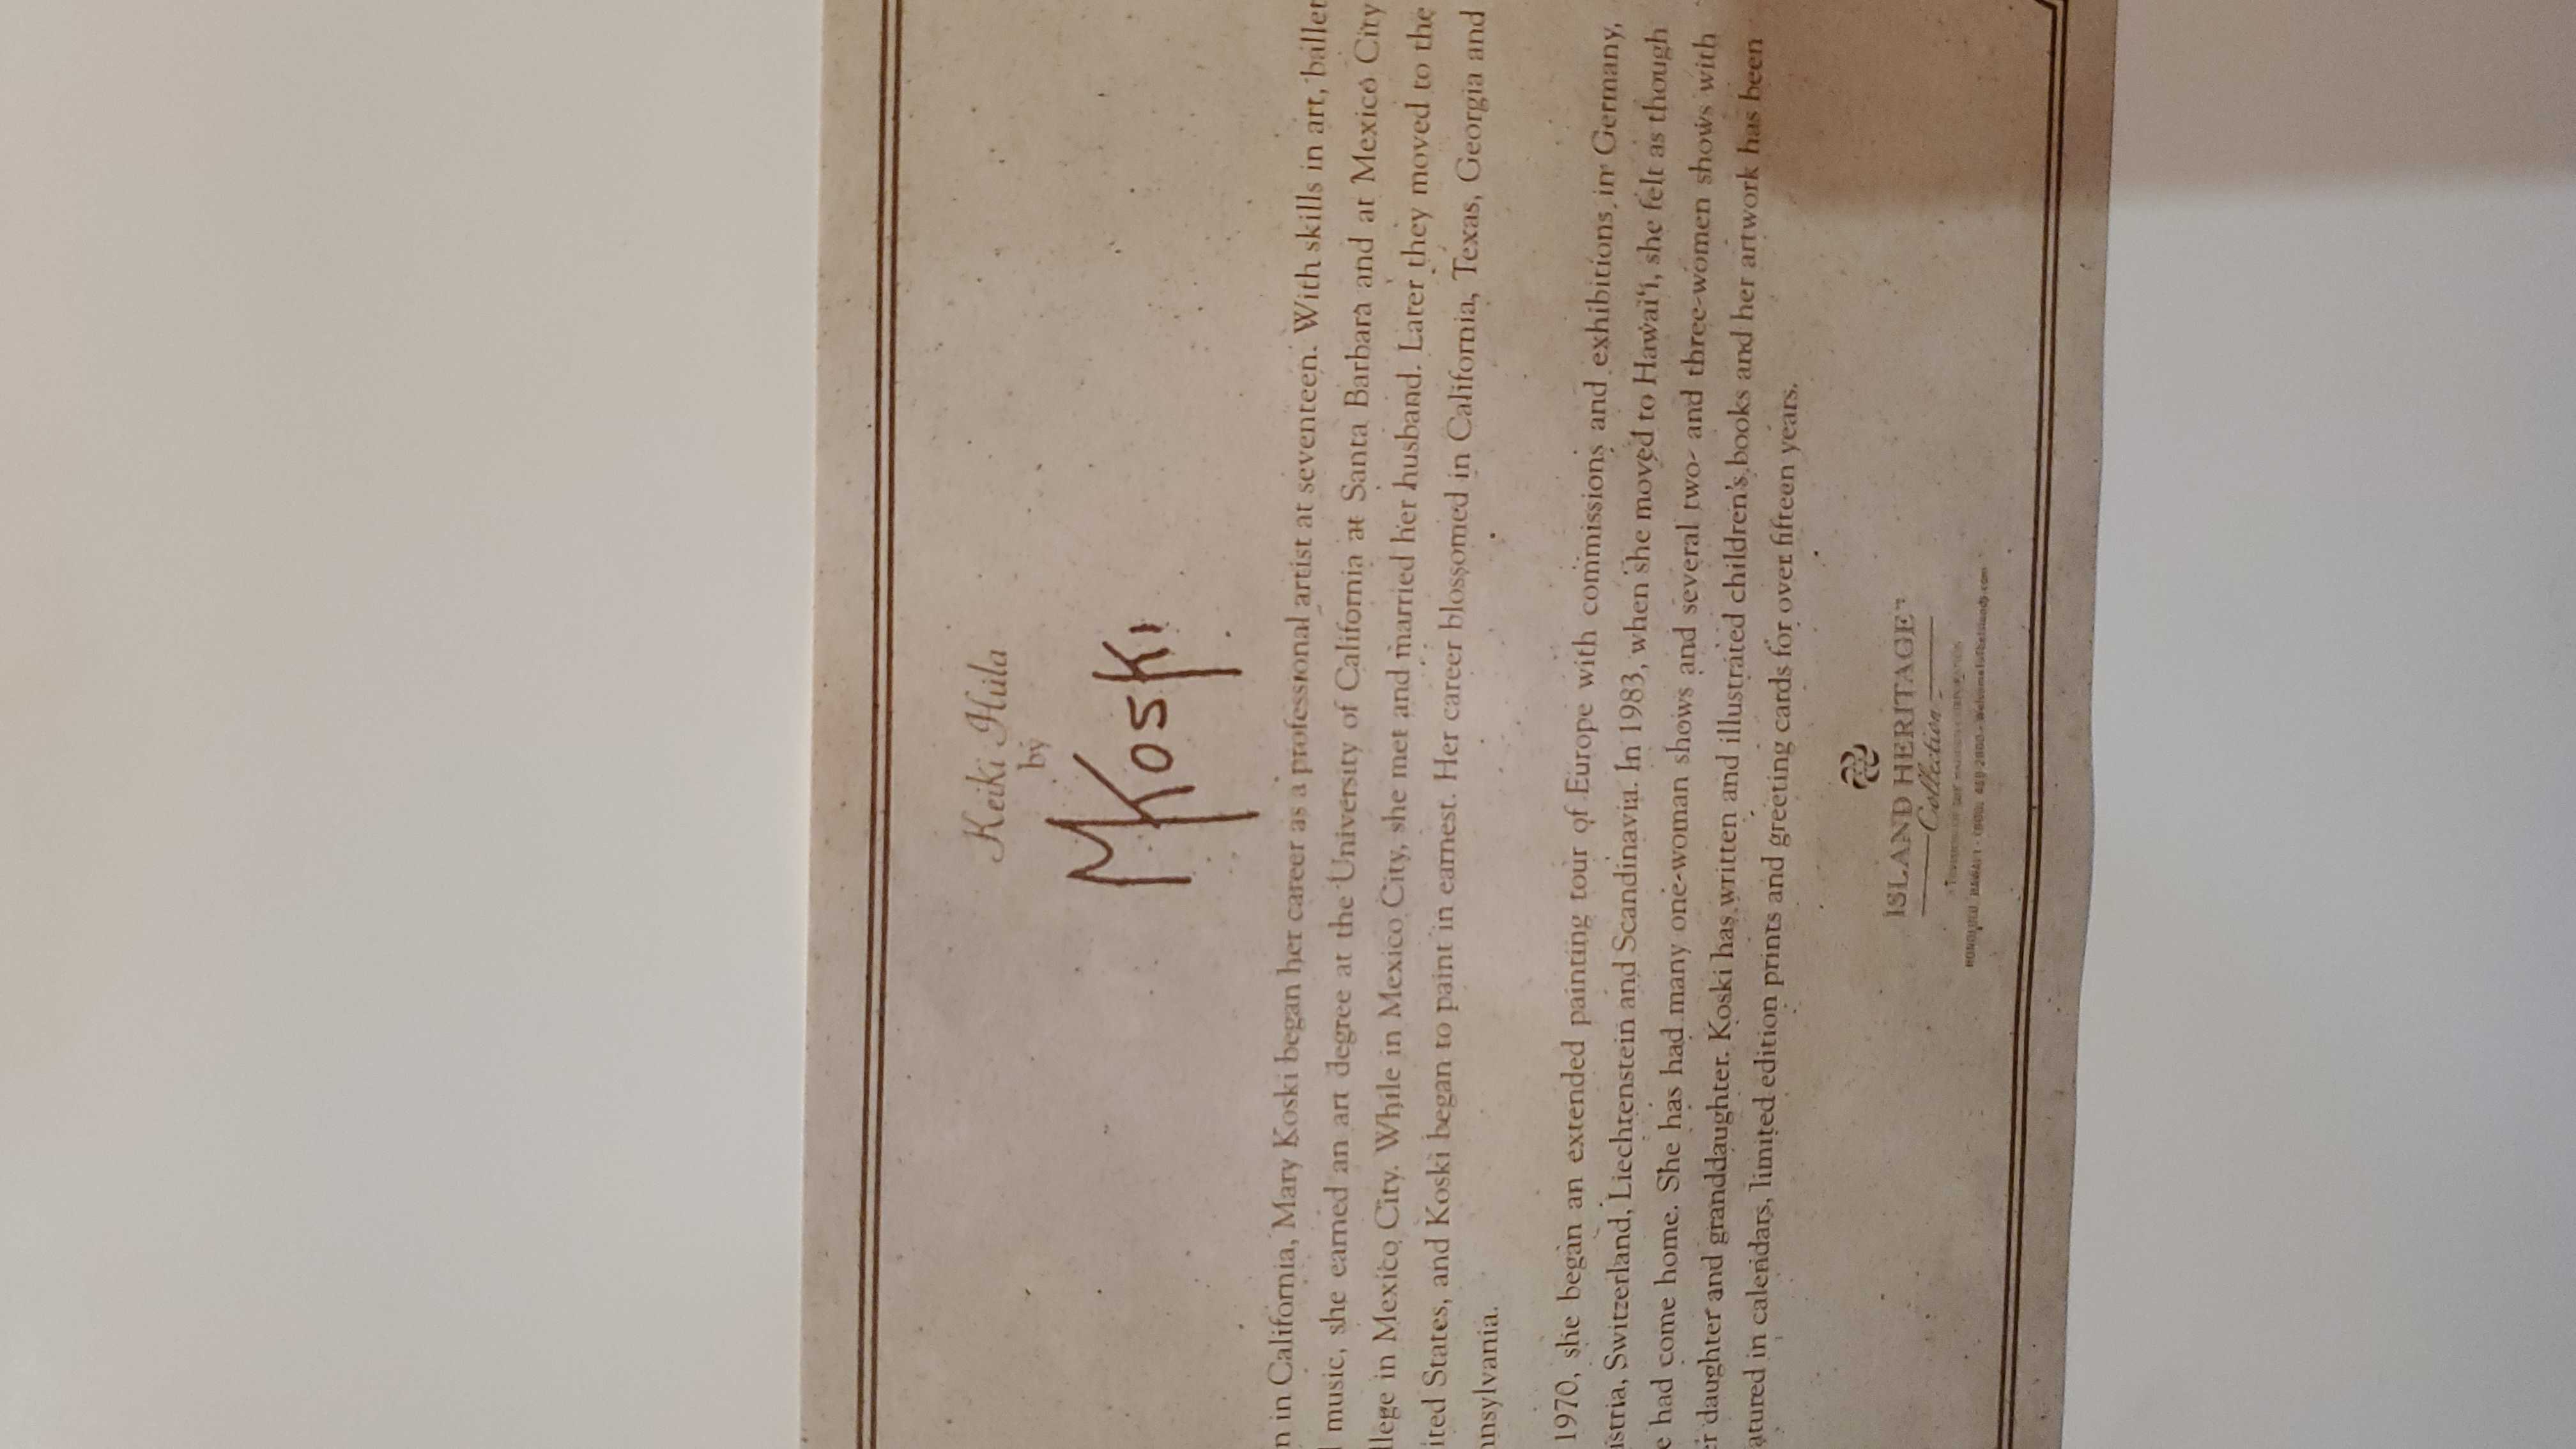 Keiki Hula
by
MKoski
n in California, Mary Koski began her career as a professional artist at seventeen. With skills in art, ballet
music, she earned an art degree at the University of California at Santa Barbara and at Mexico City
llege in Mexico City. While in Mexico City, she met and married her husband. Later they moved to the
ited States, and Koski began to paint in earnest. Her career blossomed in California, Texas, Georgia and
nnsylvania.
1970, she began an extended painting tour of Europe with commissions and exhibitions in Germany,
ustria, Switzerland, Liechtenstein and Scandinavia. In 1983, when she moved to Hawai‘i, she felt as though
e had come home. She has had many one-woman shows and several two- and three-women shows with
er daughter and granddaughter. Koski has written and illustrated children's books and her artwork has been
atured in calendars, limited edition prints and greeting cards for over fifteen years.
ISLAND HERITAGE™
Collection
HONOLULU, HAWAI‘I